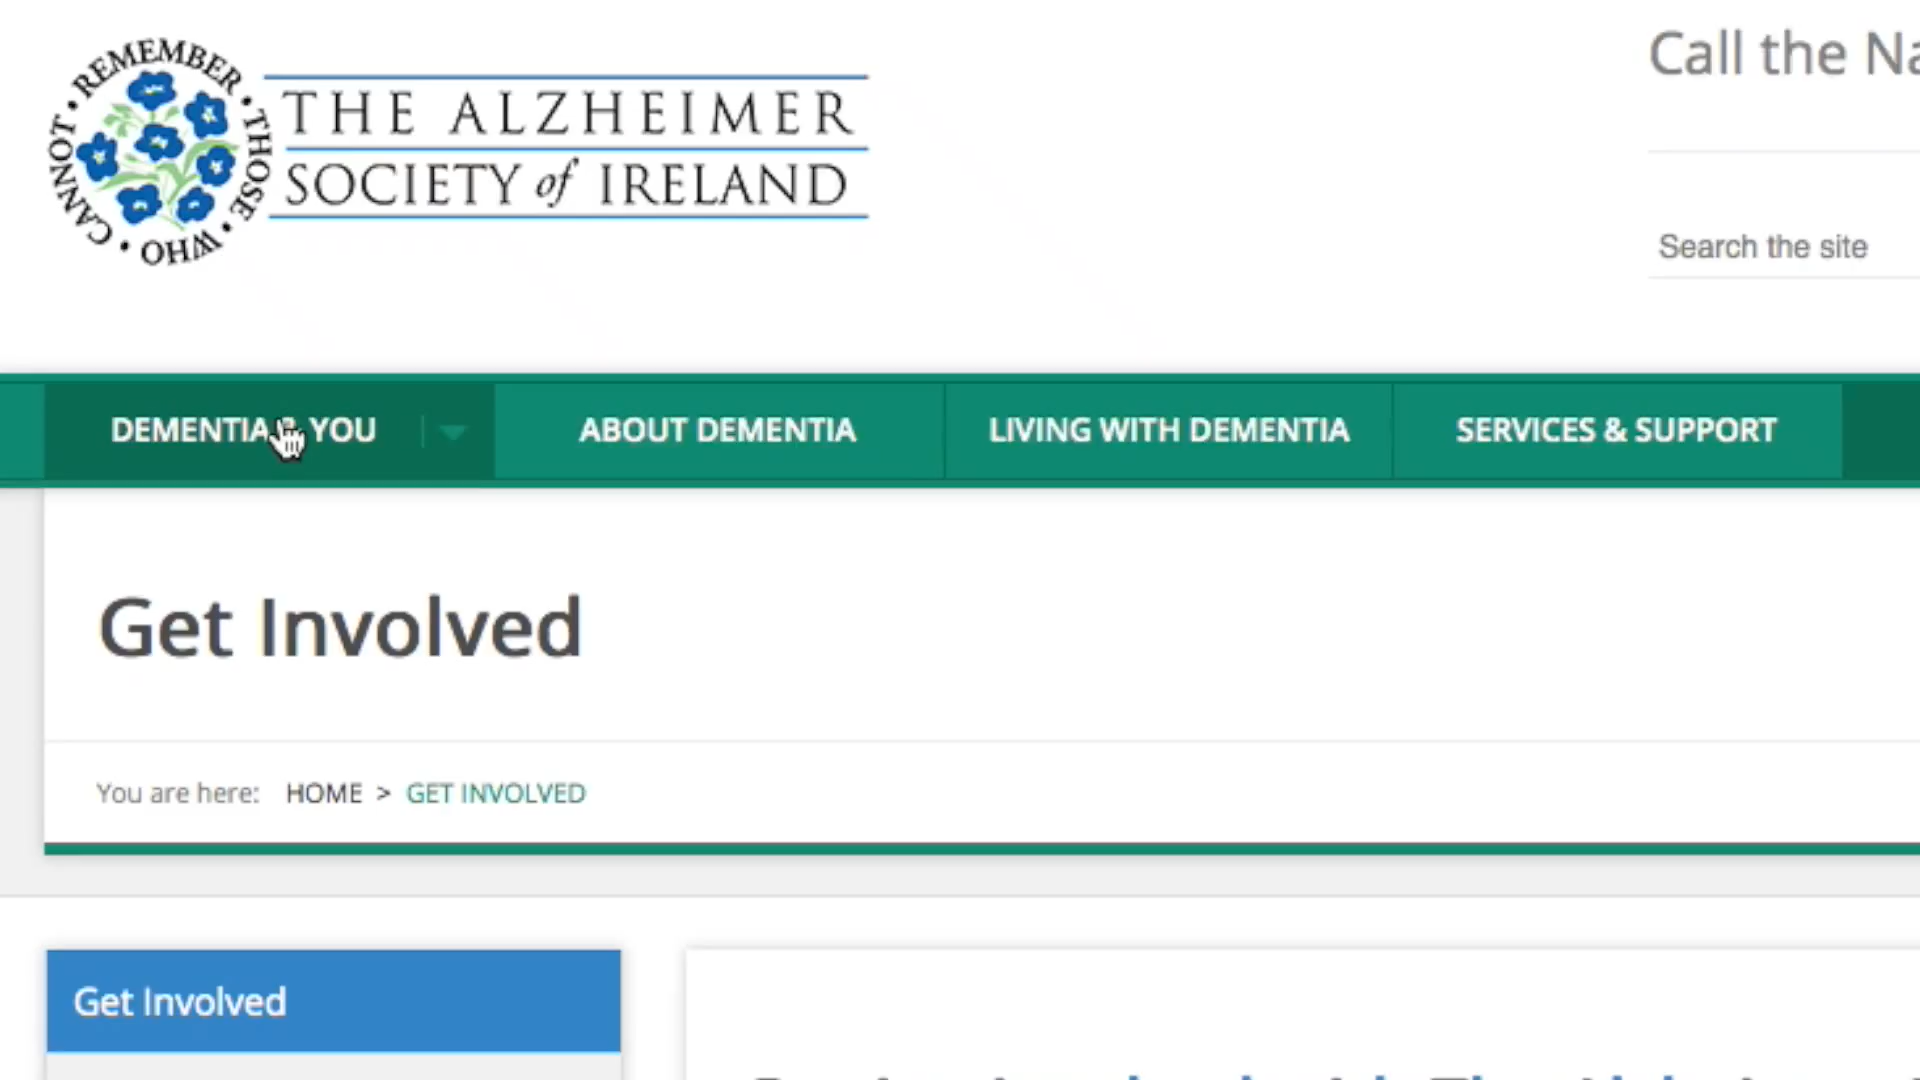 REMEMBER • THOSE • WHO • CANNOT •
THE ALZHEIMER
SOCIETY of IRELAND
Call the
Search the site
DEMENTIA & YOU
ABOUT DEMENTIA
LIVING WITH DEMENTIA
SERVICES & SUPPORT
Get Involved
You are here: HOME > GET INVOLVED
Get Involved